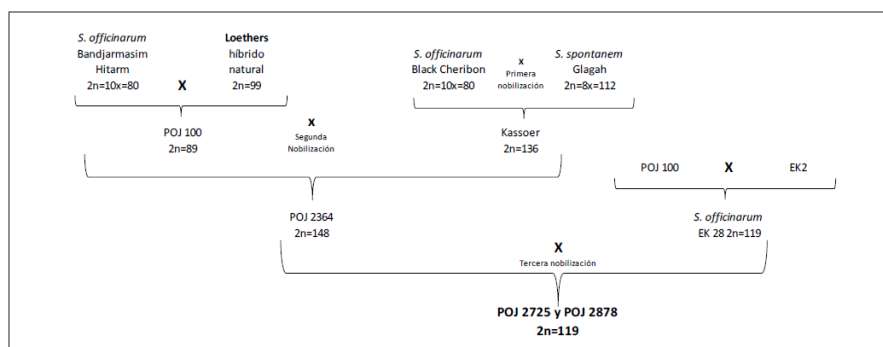 S. officinarum
Bandjarmasim
Hitarm
2n=10x=80
X
Loethers
híbrido
natural
2n=99
S. officinarum
Black Cheribon
2n=10x=80
x
Primera
nobilización
S. spontanem
Glagah
2n=8x=112
POJ 100
2n=89
x
Segunda
Nobilización
Kassoer
2n=136
POJ 100
X
EK2
POJ 2364
2n=148
S. officinarum
EK 28 2n=119
X
Tercera nobilización
POJ 2725 y POJ 2878
2n=119